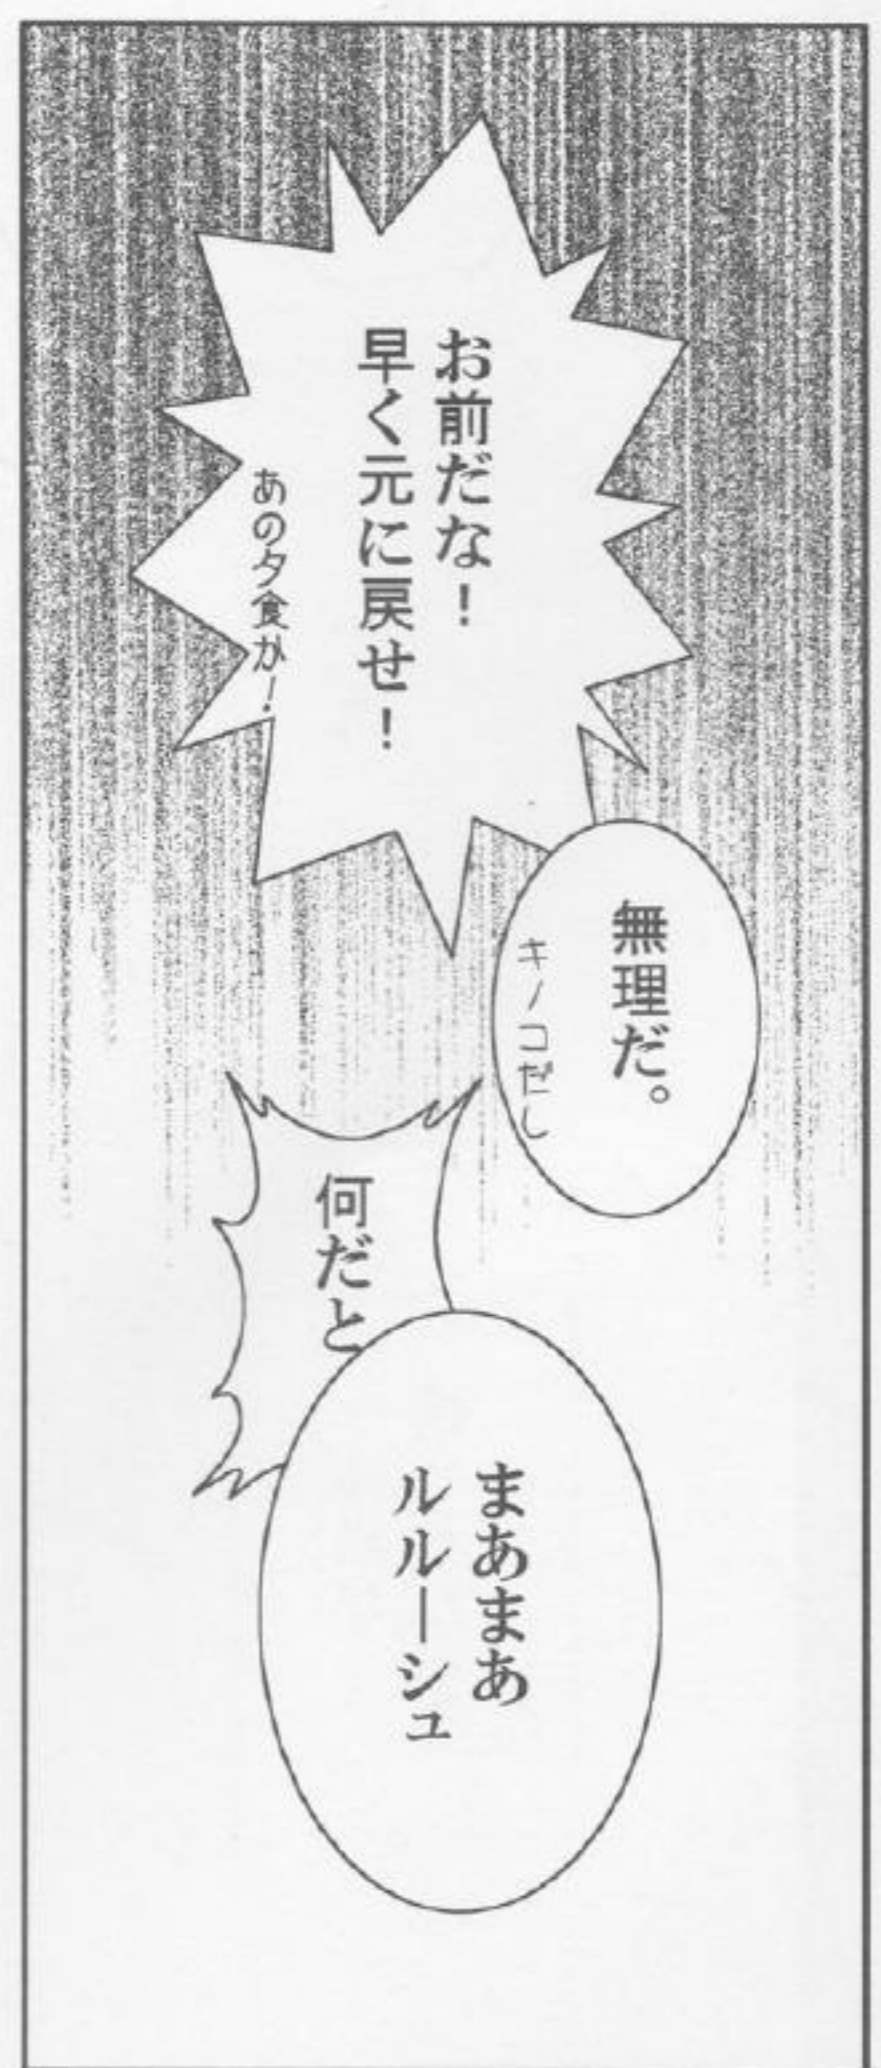 お前だな！
早く元に戻せ！
あの夕食か！
無理だ。
キノコだし
何だと
まあまあ
ルルーシュ